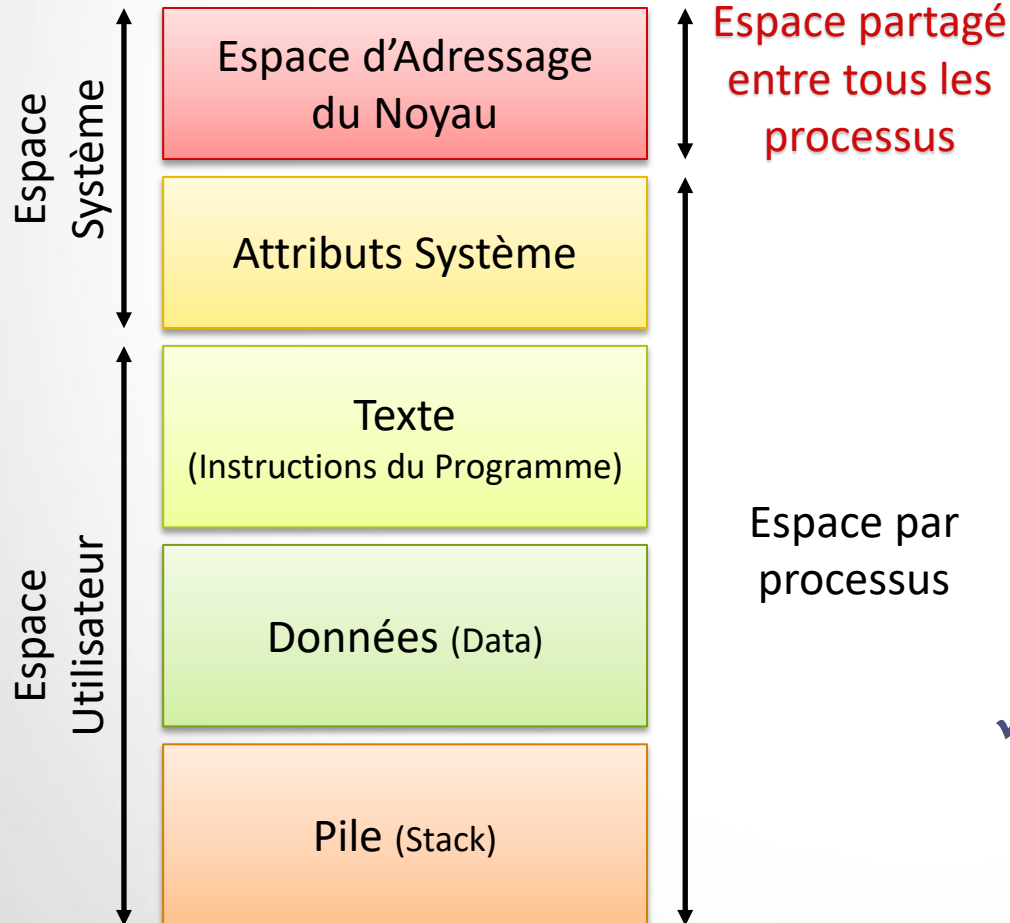 Espace
Système
Espace d'Adressage
du Noyau
Espace partagé
entre tous les
processus
Attributs Système
Espace
Utilisateur
Texte
(Instructions du Programme)
Données (Data)
Pile (Stack)
Espace par
processus